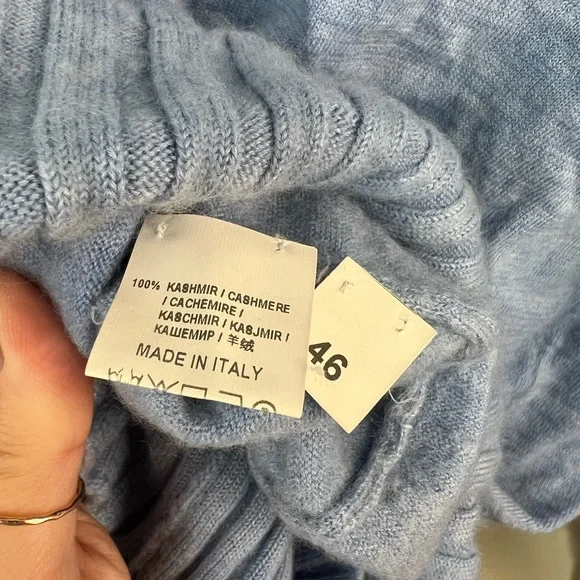 100% KASHMIR / CASHMERE
/ CACHEMIRE /
KASCHMIR / KASJMIR /
КАШЕМИР / 羊绒
MADE IN ITALY
46